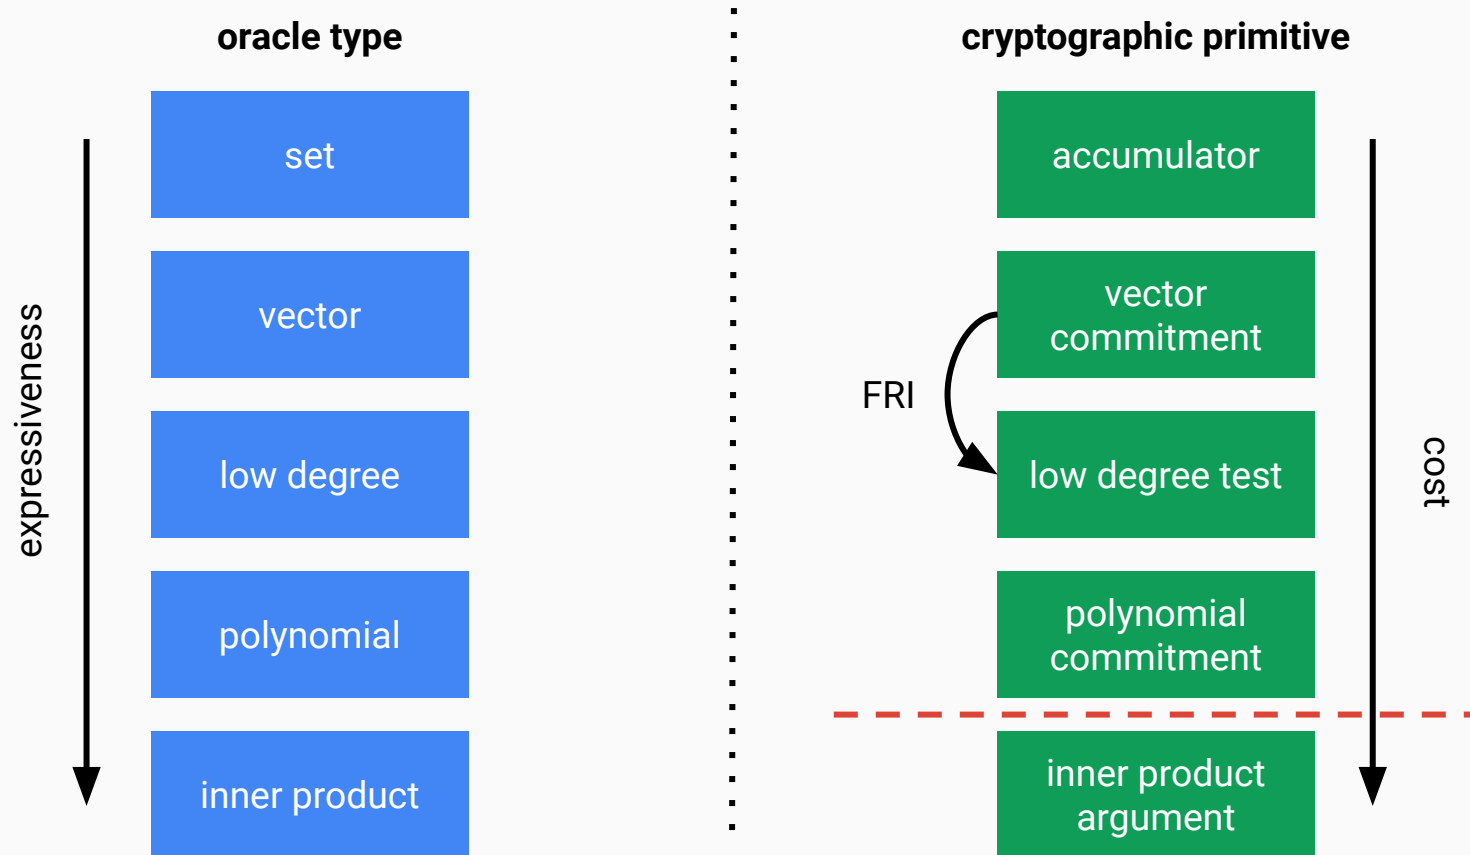 oracle type
set
vector
low degree
polynomial
inner product
expressiveness
cryptographic primitive
accumulator
vector
commitment
FRI
low degree test
polynomial
commitment
inner product
argument
cost